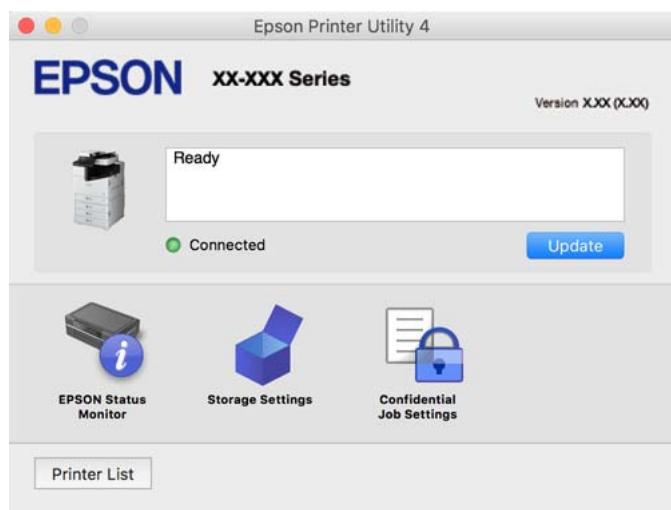 Epson Printer Utility 4
EPSON
XX-XXX Series
Version X.XX (X.XX)
Ready
Connected
Update
EPSON Status
Monitor
Storage Settings
Confidential
Job Settings
Printer List